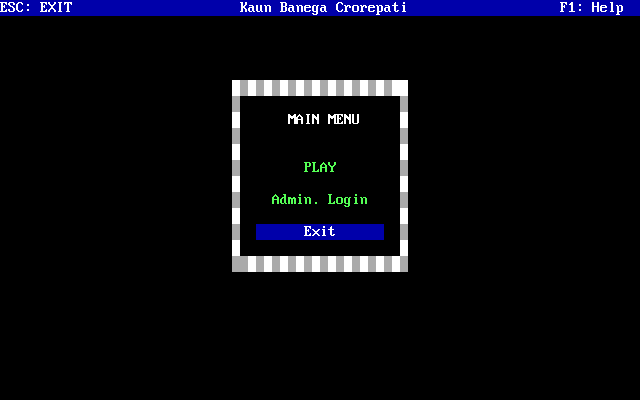 ESC: EXIT Kaun Banega Crorepati F1: Help
MAIN MENU
PLAY
Admin. Login
Exit